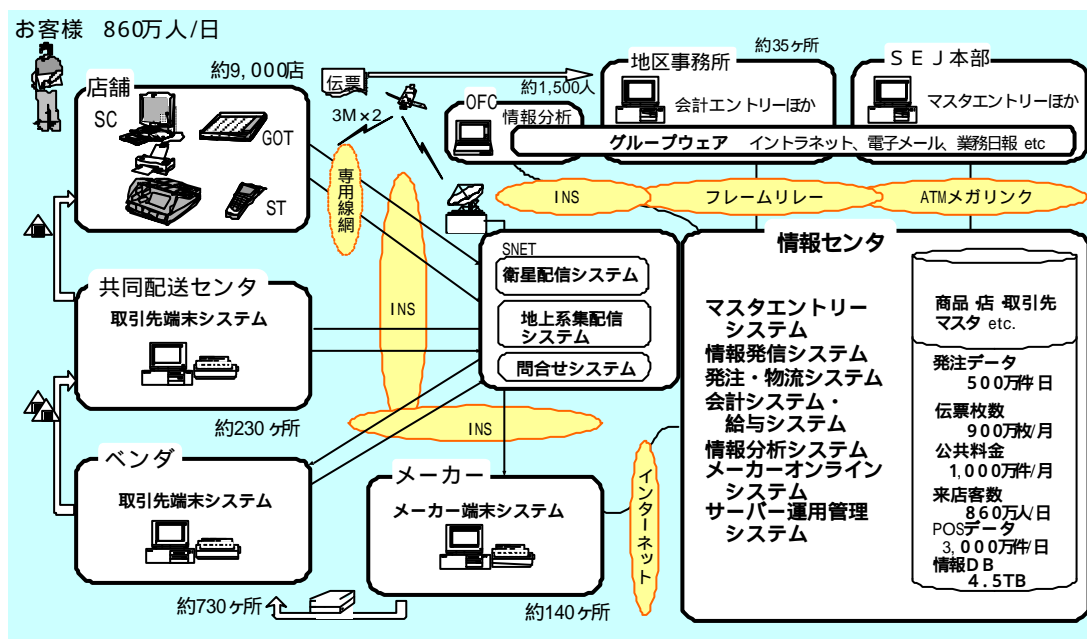 お客様 860万人/日
店舗
約9,000店
SC
GOT
ST
伝票
約1,500人
3M×2
専用線網
OFC
情報分析
地区事務所
約35ヶ所
会計エントリーほか
SEJ本部
マスタエントリーほか
グループウェア イントラネット、電子メール、業務日報 etc
INS
フレームリレー
ATMメガリンク
共同配送センタ
取引先端末システム
約230ヶ所
INS
INS
SNET
衛星配信システム
地上系集配信
システム
問合せシステム
ベンダ
取引先端末システム
約730ヶ所
メーカー
メーカー端末システム
約140ヶ所
インターネット
情報センタ
マスタエントリー
システム
情報発信システム
発注・物流システム
会計システム・
給与システム
情報分析システム
メーカーオンライン
システム
サーバー運用管理
システム
商品・店・取引先
マスタ etc.
発注データ
500万件/日
伝票枚数
900万枚/月
公共料金
1,000万件/月
来店客数
860万人/日
POSデータ
3,000万件/日
情報DB
4.5TB